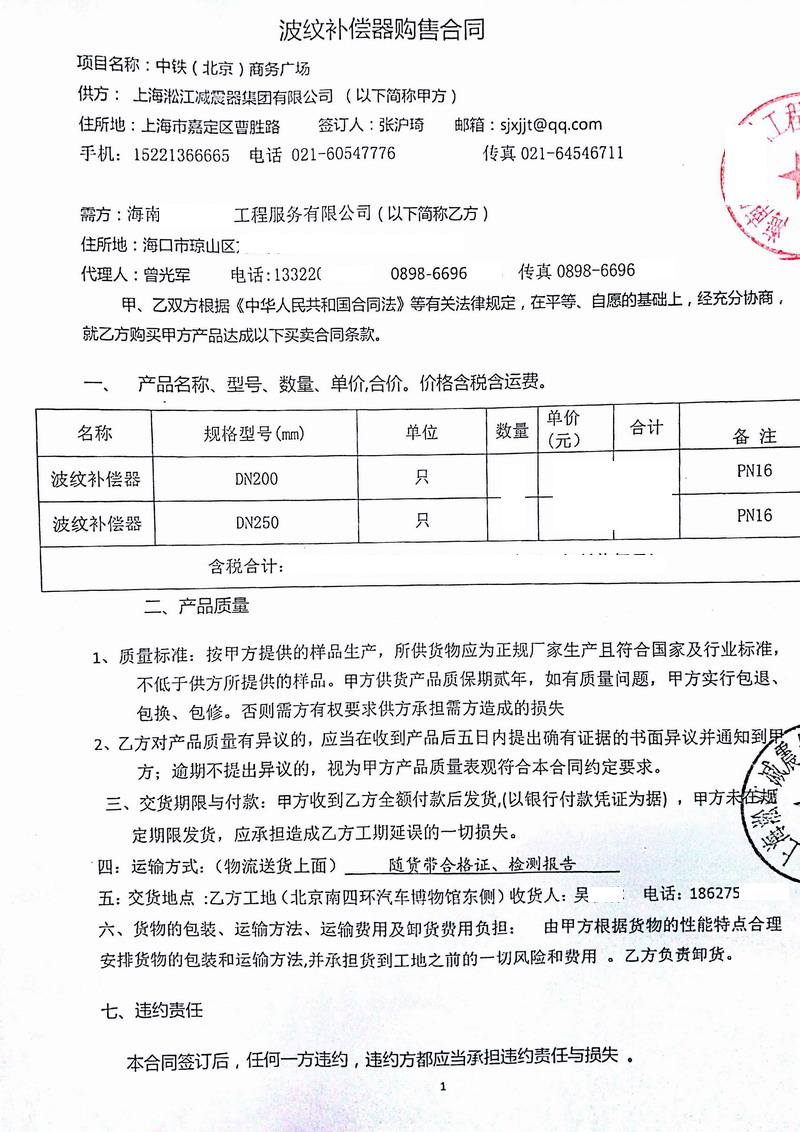 波纹补偿器购售合同
项目名称：中铁（北京）商务广场
供方： 上海淞江减震器集团有限公司 （以下简称甲方）
住所地：上海市嘉定区曹胜路 签订人：张沪琦 邮箱：sjxjjt@qq.com
手机：15221366665 电话 021-60547776 传真 021-64546711
需方：海南 工程服务有限公司（以下简称乙方）
住所地：海口市琼山区
代理人：曾光军 电话:13322 0898-6696 传真 0898-6696
甲、乙双方根据《中华人民共和国合同法》等有关法律规定，在平等、自愿的基础上，经充分协商，
就乙方购买甲方产品达成以下买卖合同条款。
一、 产品名称、型号、数量、单价,合价。价格含税含运费。
名称 规格型号(mm) 单位 数量 单价（元） 合计 备 注
波纹补偿器 DN200 只 PN16
波纹补偿器 DN250 只 PN16
含税合计：
二、产品质量
1、质量标准：按甲方提供的样品生产，所供货物应为正规厂家生产且符合国家及行业标准，
不低于供方所提供的样品。甲方供货产品质保期贰年，如有质量问题，甲方实行包退、
包换、包修。否则需方有权要求供方承担需方造成的损失
2、乙方对产品质量有异议的，应当在收到产品后五日内提出确有证据的书面异议并通知到甲
方；逾期不提出异议的，视为甲方产品质量表观符合本合同约定要求。
三、交货期限与付款：甲方收到乙方全额付款后发货,(以银行付款凭证为据)，甲方未在规
定期限发货，应承担造成乙方工期延误的一切损失。
四：运输方式：（物流送货上面） 随货带合格证、检测报告
五：交货地点：乙方工地（北京南四环汽车博物馆东侧）收货人：吴 电话：186275
六、货物的包装、运输方法、运输费用及卸货费用负担： 由甲方根据货物的性能特点合理
安排货物的包装和运输方法,并承担货到工地之前的一切风险和费用 。乙方负责卸货。
七、违约责任
本合同签订后，任何一方违约，违约方都应当承担违约责任与损失 。
1